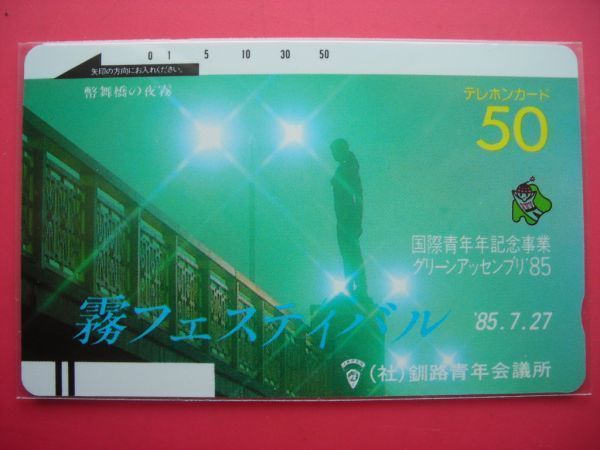 0 1 5 10 30 50
矢印の方向にお入れください。
幣舞橋の夜霧
テレホンカード
50
国際青年年記念事業
グリーンアッセンブリ'85
霧フェスティバル
'85.7.27
(社)釧路青年会議所